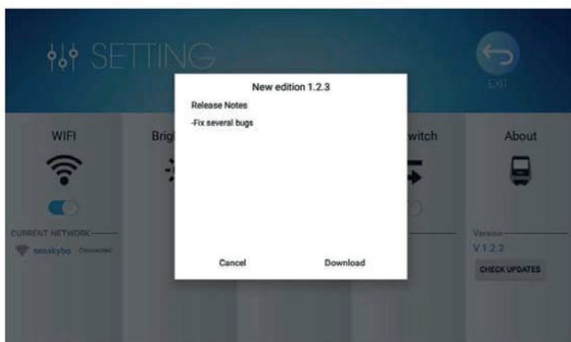 SETTING
EXIT
New edition 1.2.3
Release Notes
-Fix several bugs
Cancel
Download
WIFI
Brig
witch
About
CURRENT NETWORK
Connected
Version
V 1.2.2
CHECK UPDATES